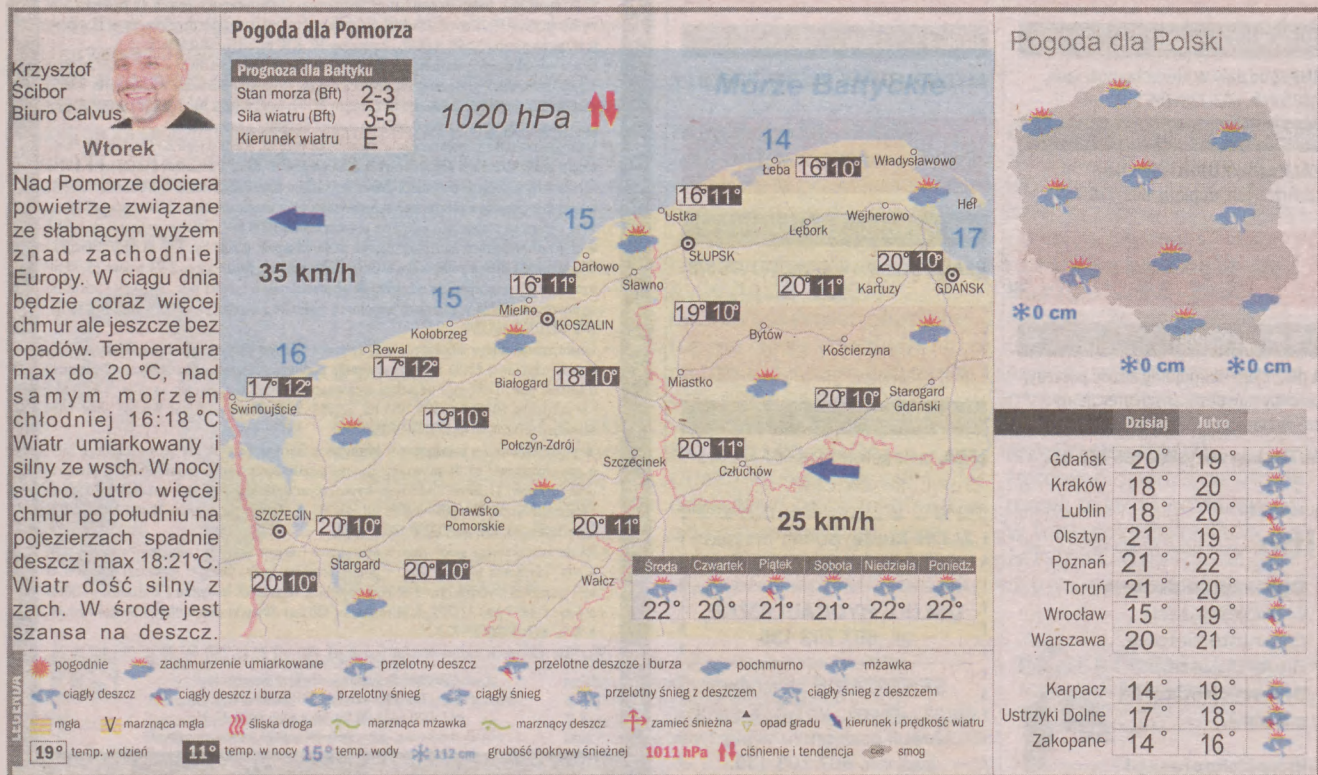 Krzysztof
Ścibor
Biuro Calvus
Wtorek
Nad Pomorze dociera
powietrze związane
ze słabnącym wyżem
znad zachodniej
Europy. W ciągu dnia
będzie coraz więcej
chmur ale jeszcze bez
opadów. Temperatura
max do 20 °C, nad
samym morzem
chłodniej 16:18 °C
Wiatr umiarkowany i
silny ze wsch. W nocy
sucho. Jutro więcej
chmur po południu na
pojezierzach spadnie
deszcz i max 18:21°C.
Wiatr dość silny z
zach. W środę jest
szansa na deszcz.
Pogoda dla Pomorza
Prognoza dla Bałtyku
Stan morza (Bft) 2-3
Siła wiatru (Bft) 3-5
Kierunek wiatru E
1020 hPa
Morze Bałtyckie
14
Łeba 16° 10°
Władysławowo
16° 11°
Ustka
Wejherowo
Hel
15
Lębork
17
SŁUPSK
35 km/h
Darłowo
20° 10°
Sławno
GDAŃSK
16° 11°
20° 11°
Kartuzy
15
Mielno
KOSZALIN
19° 10°
Kołobrzeg
Bytów
Kościerzyna
16
Rewal
17° 12°
17° 12°
Świnoujście
Białogard
18° 10°
Miastko
20° 10°
Starogard
Gdański
19° 10°
Połczyn-Zdrój
Szczecinek
20° 11°
Człuchów
Drawsko
Pomorskie
SZCZECIN
20° 10°
20° 11°
25 km/h
Stargard
20° 10°
20° 10°
Wałcz
Środa Czwartek Piątek Sobota Niedziela Poniedz.
22° 20° 21° 21° 22° 22°
Pogoda dla Polski
0 cm
0 cm
0 cm
Dzisiaj Jutro
Gdańsk 20° 19°
Kraków 18° 20°
Lublin 18° 20°
Olsztyn 21° 19°
Poznań 21° 22°
Toruń 21° 20°
Wrocław 15° 19°
Warszawa 20° 21°
Karpacz 14° 19°
Ustrzyki Dolne 17° 18°
Zakopane 14° 16°
LEGENDA
pogodnie zachmurzenie umiarkowane przelotny deszcz przelotne deszcze i burza pochmurno mżawka
ciągły deszcz ciągły deszcz i burza przelotny śnieg ciągły śnieg przelotny śnieg z deszczem ciągły śnieg z deszczem
mgła marznąca mgła śliska droga marznąca mżawka marznący deszcz zamieć śnieżna opad gradu kierunek i prędkość wiatru
19° temp. w dzień 11° temp. w nocy 15° temp. wody 112 cm grubość pokrywy śnieżnej 1011 hPa ciśnienie i tendencja smog